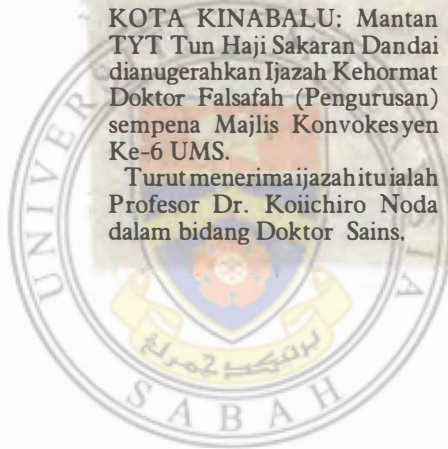 KOTA KINABALU: Mantan
TYT Tun Haji Sakaran Dandai
dianugerahkan Ijazah Kehormat
Doktor Falsafah (Pengurusan)
sempena Majlis Konvokesyen
Ke-6 UMS.
Turut menerima ijazah itu ialah
Profesor Dr. Koiichiro Noda
dalam bidang Doktor Sains,
SABAH